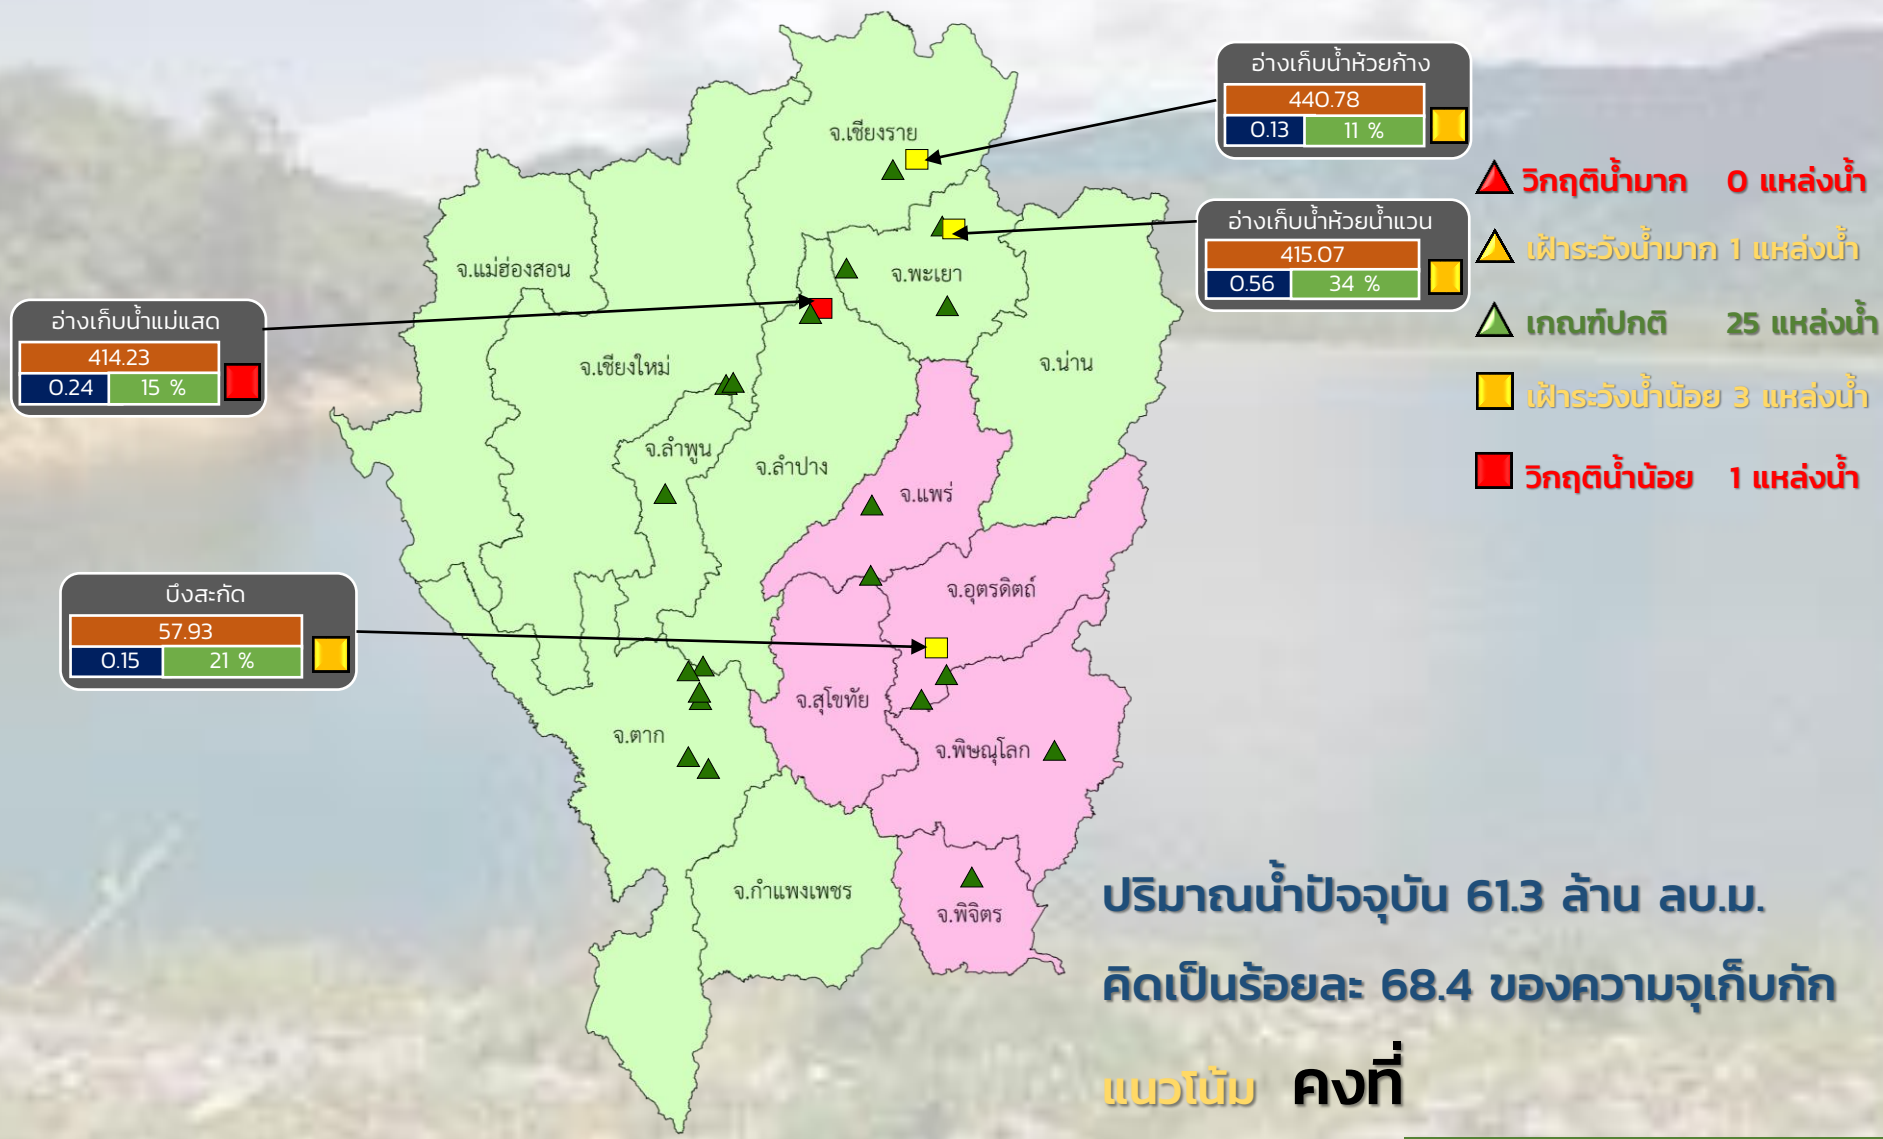 อ่างเก็บน้ำห้วยก้าง
440.78
0.13 11 %
จ.เชียงราย
วิกฤติน้ำมาก 0 แหล่งน้ำ
อ่างเก็บน้ำห้วยน้ำแวน
415.07
0.56 34 %
เฝ้าระวังน้ำมาก 1 แหล่งน้ำ
จ.แม่ฮ่องสอน
จ.พะเยา
อ่างเก็บน้ำแม่แสด
414.23
0.24 15 %
เกณฑ์ปกติ 25 แหล่งน้ำ
จ.เชียงใหม่
จ.น่าน
เฝ้าระวังน้ำน้อย 3 แหล่งน้ำ
จ.ลำพูน
จ.ลำปาง
วิกฤติน้ำน้อย 1 แหล่งน้ำ
จ.แพร่
บึงสะกัด
57.93
0.15 21 %
จ.อุตรดิตถ์
จ.สุโขทัย
จ.ตาก
จ.พิษณุโลก
จ.กำแพงเพชร
จ.พิจิตร
ปริมาณน้ำปัจจุบัน 61.3 ล้าน ลบ.ม.
คิดเป็นร้อยละ 68.4 ของความจุเก็บกัก
แนวโน้ม คงที่